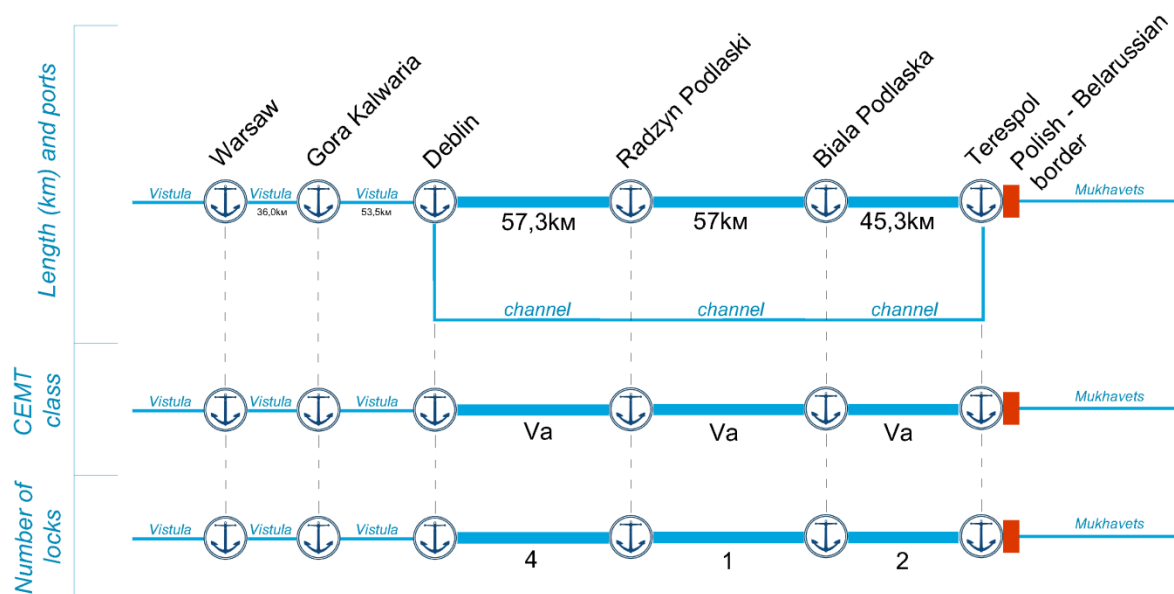 Length (km) and ports
Warsaw
Gora Kalwaria
Deblin
Radzyn Podlaski
Biala Podlaska
Terespol
Polish - Belarussian
border
Vistula
Vistula
Vistula
Mukhavets
36,0км
53,5км
57,3км
57км
45,3км
channel
channel
channel
CEMT
class
Vistula
Vistula
Vistula
Mukhavets
Va
Va
Va
Number of
locks
Vistula
Vistula
Vistula
Mukhavets
4
1
2